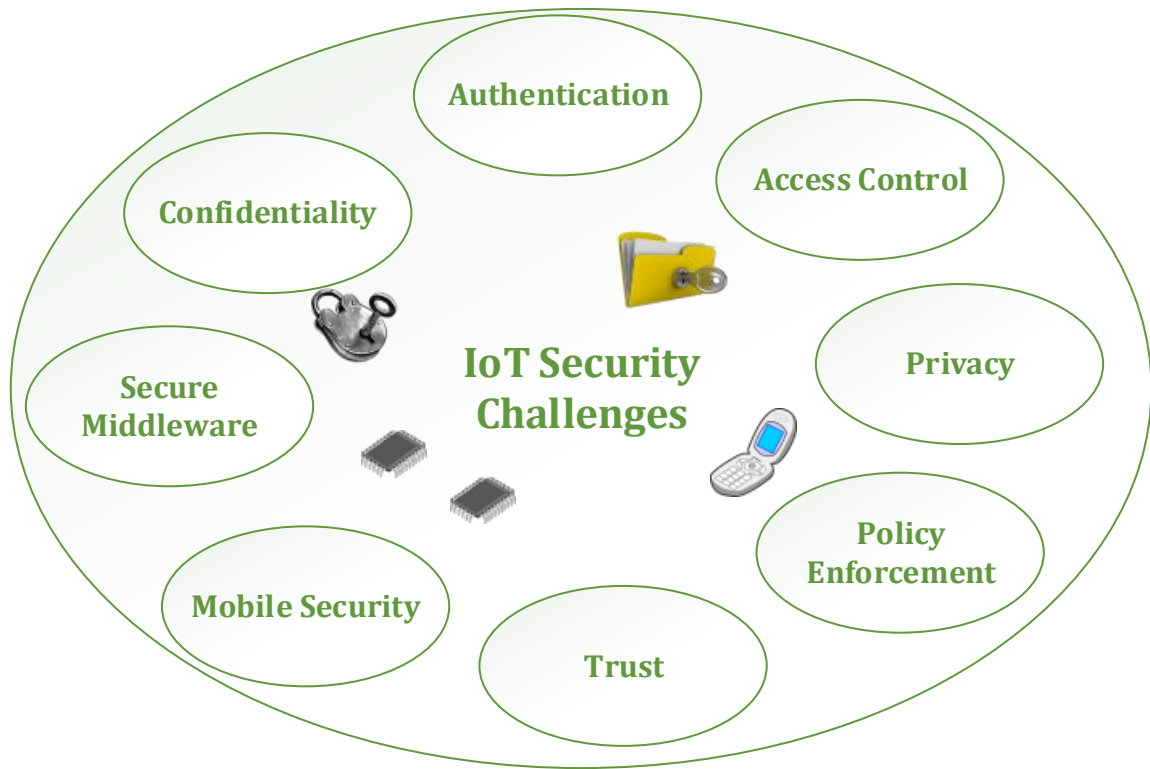 Authentication
Access Control
Confidentiality
IoT Security
Challenges
Privacy
Secure
Middleware
Policy
Enforcement
Mobile Security
Trust